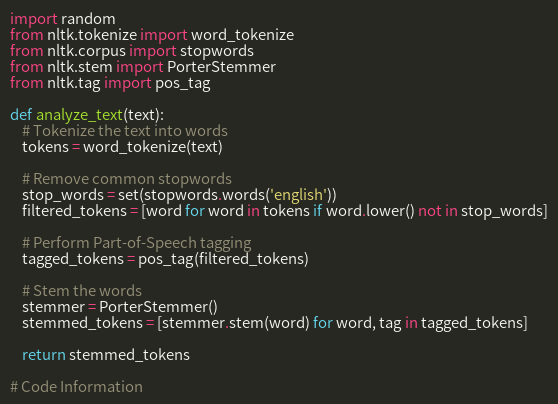 import random
from nltk.tokenize import word_tokenize
from nltk.corpus import stopwords
from nltk.stem import PorterStemmer
from nltk.tag import pos_tag

def analyze_text(text):
    # Tokenize the text into words
    tokens = word_tokenize(text)

    # Remove common stopwords
    stop_words = set(stopwords.words('english'))
    filtered_tokens = [word for word in tokens if word.lower() not in stop_words]

    # Perform Part-of-Speech tagging
    tagged_tokens = pos_tag(filtered_tokens)

    # Stem the words
    stemmer = PorterStemmer()
    stemmed_tokens = [stemmer.stem(word) for word, tag in tagged_tokens]

    return stemmed_tokens

# Code Information